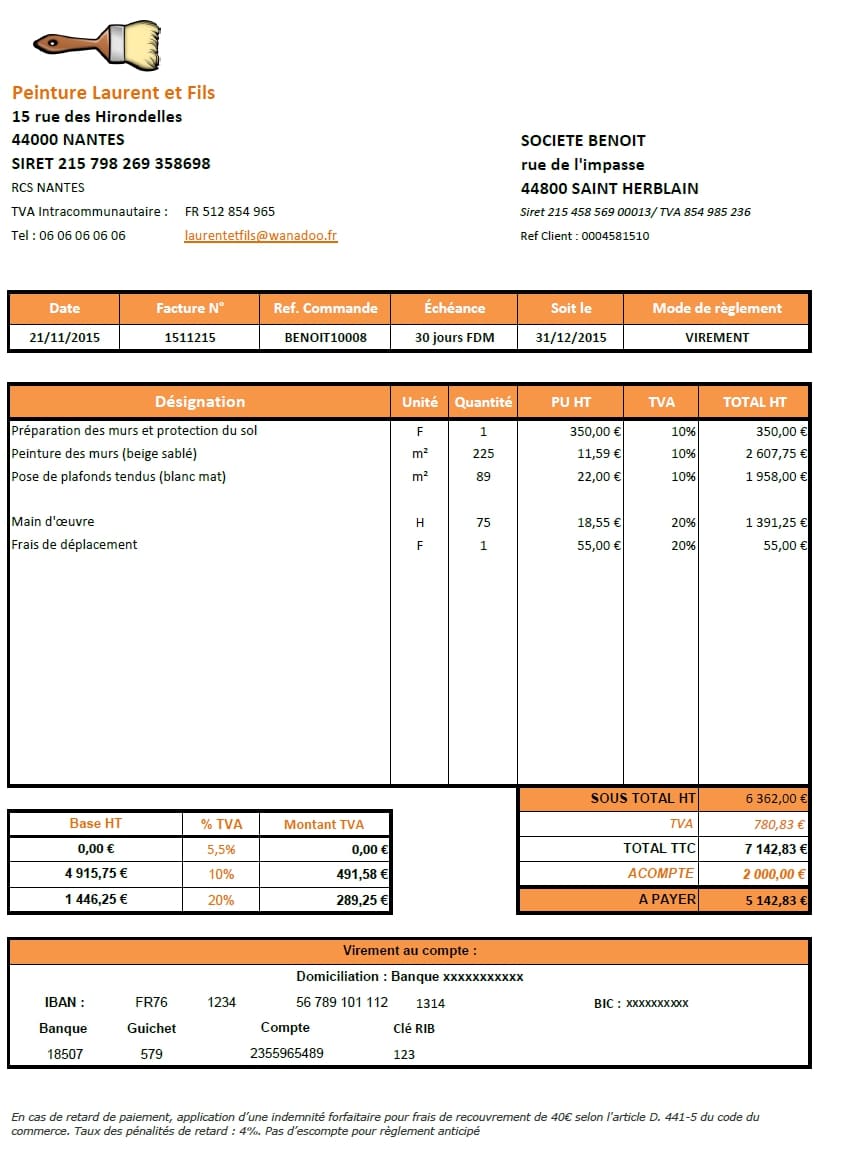 Peinture Laurent et Fils
15 rue des Hirondelles
44000 NANTES
SIRET 215 798 269 358698
RCS NANTES
TVA Intracommunautaire : FR 512 854 965
Tel : 06 06 06 06 06 laurentetfils@wanadoo.fr
SOCIETE BENOIT
rue de l'impasse
44800 SAINT HERBLAIN
Siret 215 458 569 00013/ TVA 854 985 236
Ref Client : 0004581510
Date Facture N° Ref. Commande Échéance Soit le Mode de règlement
21/11/2015 1511215 BENOIT10008 30 jours FDM 31/12/2015 VIREMENT
Désignation Unité Quantité PU HT TVA TOTAL HT
Préparation des murs et protection du sol F 1 350,00 € 10% 350,00 €
Peinture des murs (beige sablé) m² 225 11,59 € 10% 2 607,75 €
Pose de plafonds tendus (blanc mat) m² 89 22,00 € 10% 1 958,00 €
Main d'œuvre H 75 18,55 € 20% 1 391,25 €
Frais de déplacement F 1 55,00 € 20% 55,00 €
SOUS TOTAL HT 6 362,00 €
TVA 780,83 €
TOTAL TTC 7 142,83 €
ACOMPTE 2 000,00 €
A PAYER 5 142,83 €
Base HT % TVA Montant TVA
0,00 € 5,5% 0,00 €
4 915,75 € 10% 491,58 €
1 446,25 € 20% 289,25 €
Virement au compte :
Domiciliation : Banque xxxxxxxxxxx
IBAN : FR76 1234 56 789 101 112 1314 BIC : xxxxxxxxxx
Banque Guichet Compte Clé RIB
18507 579 2355965489 123
En cas de retard de paiement, application d'une indemnité forfaitaire pour frais de recouvrement de 40€ selon l'article D. 441-5 du code du
commerce. Taux des pénalités de retard : 4%. Pas d'escompte pour règlement anticipé